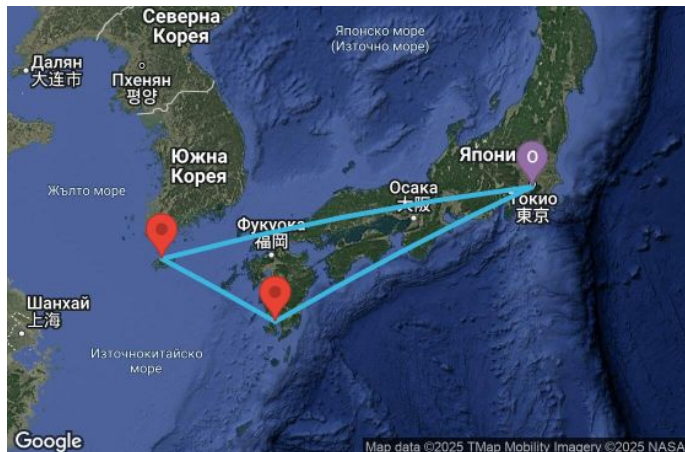 Северна
Корея
Японско море
(Източно море)
Далян
大连市
Пхенян
평양
Южна
Корея
Япони
O
Жълто море
Осака
大阪
Токио
東京
Фукуока
福岡
Шанхай
上海
Източнокитайско
море
Google
Map data ©2025 TMap Mobility Imagery ©2025 NASA